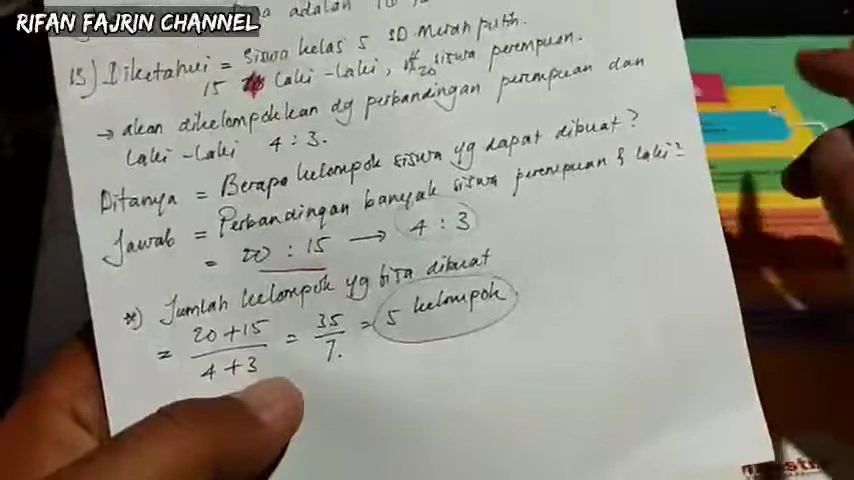 RIFAN FAJRIN CHANNEL
adalah
15) Diketahui = Siswa kelas 5 SD Merah putih.
15 laki-laki, 20 siswa perempuan.
→ akan dikelompokkan dg perbandingan perempuan dan
laki-laki 4 : 3.
Ditanya = Berapa kelompok siswa yg dapat dibuat?
Jawab = Perbandingan banyak siswa perempuan & laki²
= 20 : 15 → 4 : 3
*) Jumlah kelompok yg bisa dibuat
= 20+15 / 4+3 = 35 / 7. = 5 kelompok.